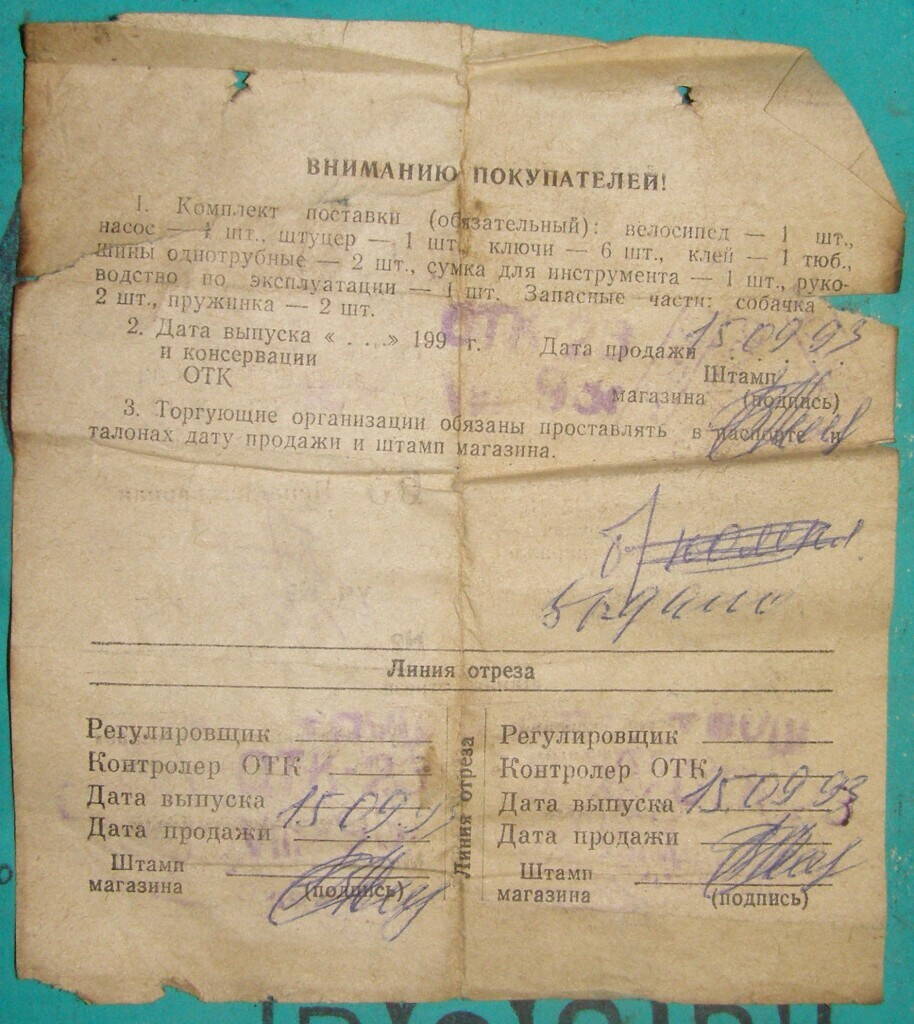 ВНИМАНИЮ ПОКУПАТЕЛЕЙ!
1. Комплект поставки (обязательный): велосипед — 1 шт.,
насос — 1 шт., штуцер — 1 шт., ключи — 6 шт., клей — 1 тюб.,
шины однотрубные — 2 шт., сумка для инструмента — 1 шт., руко-
водство по эксплуатации — 1 шт. Запасные части: собачка —
2 шт., пружинка — 2 шт.
2. Дата выпуска « . . .» 199 г. Дата продажи 15.09.93
и консервации
Штамп
ОТК
магазина (подпись)
3. Торгующие организации обязаны проставлять в паспорте и
талонах дату продажи и штамп магазина.
Линия отреза
Регулировщик
Контролер ОТК
Дата выпуска 15.09.93
Дата продажи
Штамп
магазина (подпись)
Линия отреза
Регулировщик
Контролер ОТК
Дата выпуска 15.09.93
Дата продажи
Штамп
магазина (подпись)